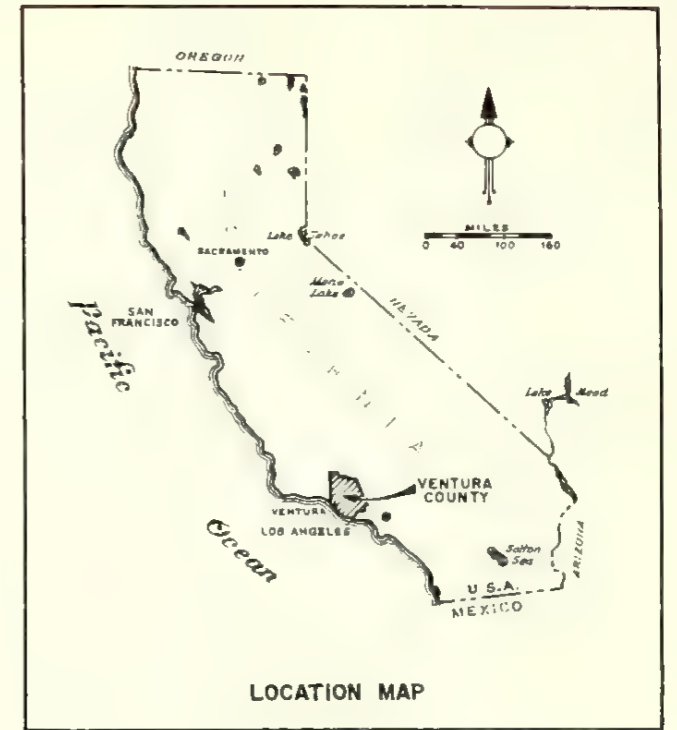 OREGON
MILES
0 40 100 160
Lake Tahoe
SACRAMENTO
Mono
Lake
NEVADA
SAN
FRANCISCO
Pacific
Lake Mead
VENTURA
COUNTY
VENTURA
LOS ANGELES
Ocean
Salton
Sea
ARIZONA
U.S.A.
MEXICO
LOCATION MAP